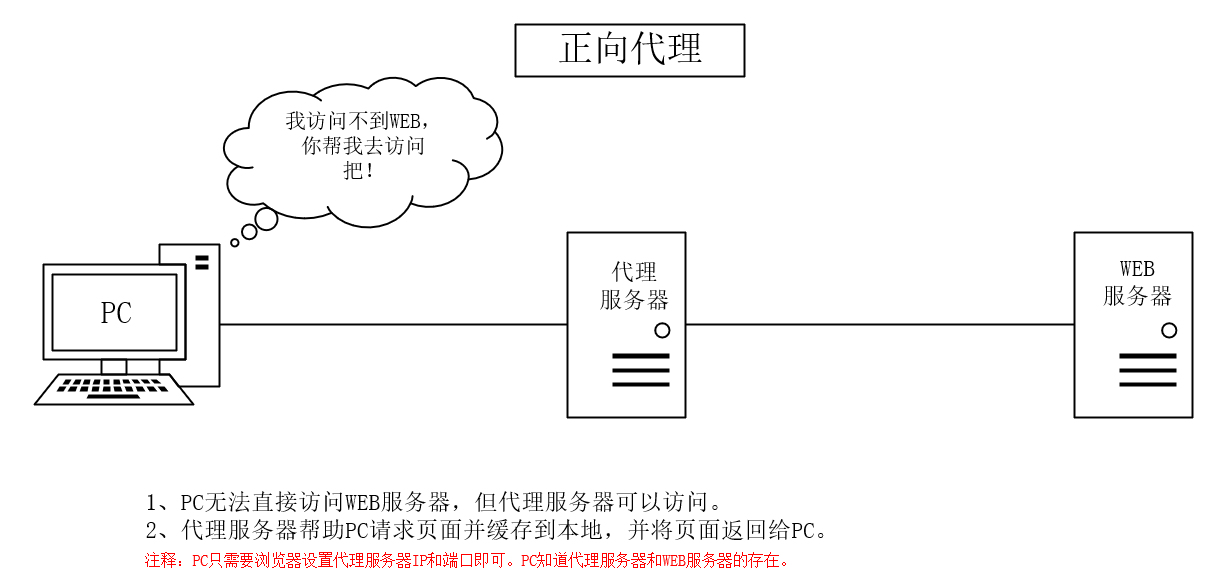 正向代理
我访问不到WEB，
你帮我去访问
把！
PC
代理
服务器
WEB
服务器
1、PC无法直接访问WEB服务器，但代理服务器可以访问。
2、代理服务器帮助PC请求页面并缓存到本地，并将页面返回给PC。
注释：PC只需要浏览器设置代理服务器IP和端口即可。PC知道代理服务器和WEB服务器的存在。